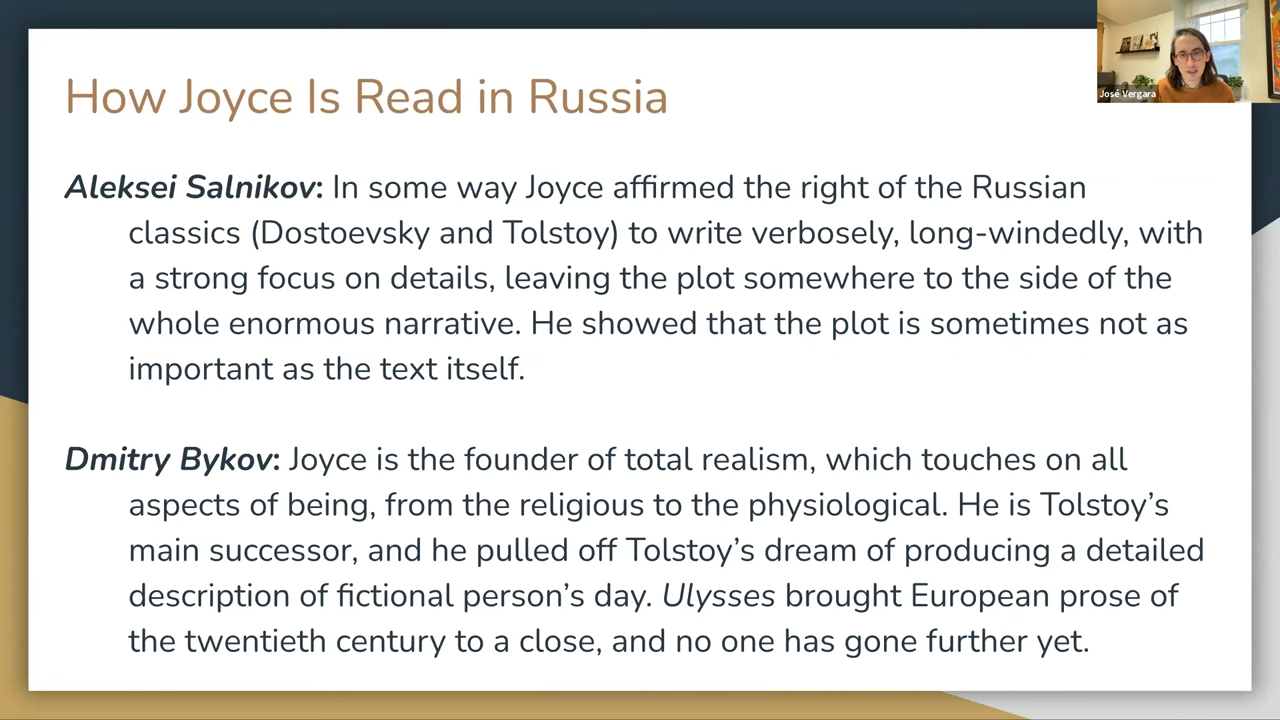 How Joyce Is Read in Russia
José Vergara
Aleksei Salnikov: In some way Joyce affirmed the right of the Russian
classics (Dostoevsky and Tolstoy) to write verbosely, long-windedly, with
a strong focus on details, leaving the plot somewhere to the side of the
whole enormous narrative. He showed that the plot is sometimes not as
important as the text itself.
Dmitry Bykov: Joyce is the founder of total realism, which touches on all
aspects of being, from the religious to the physiological. He is Tolstoy’s
main successor, and he pulled off Tolstoy’s dream of producing a detailed
description of fictional person’s day. Ulysses brought European prose of
the twentieth century to a close, and no one has gone further yet.